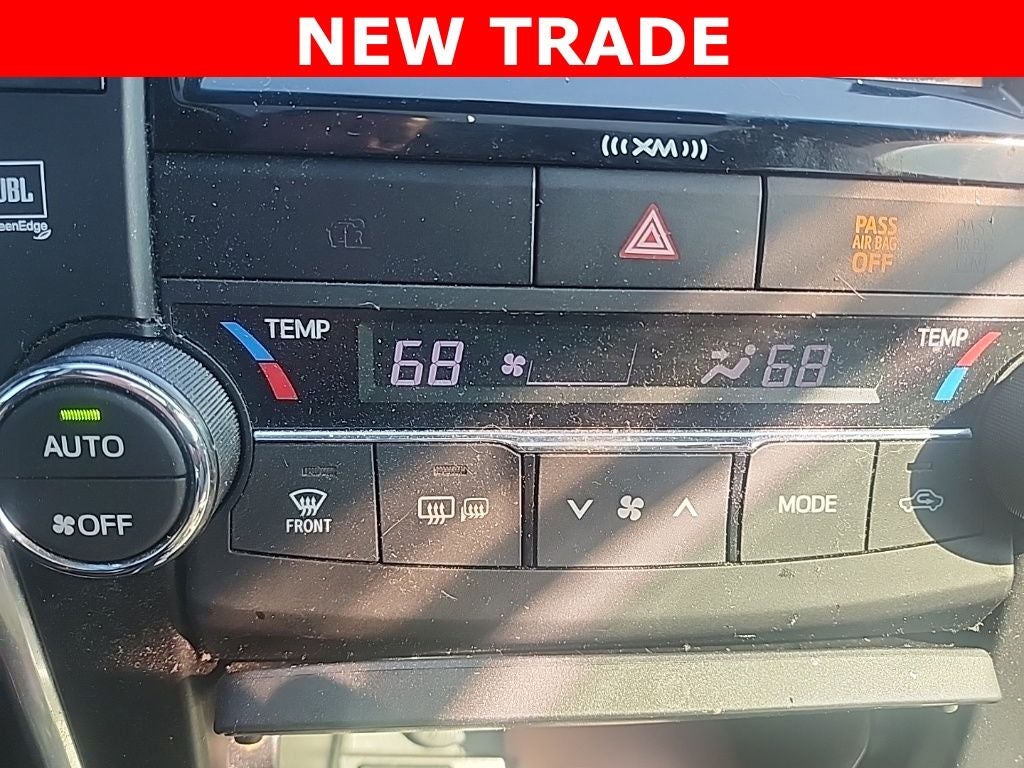 NEW TRADE
XM
JBL
PASS
AIR BAG
OFF
TEMP
68
68
TEMP
AUTO
OFF
FRONT
MODE